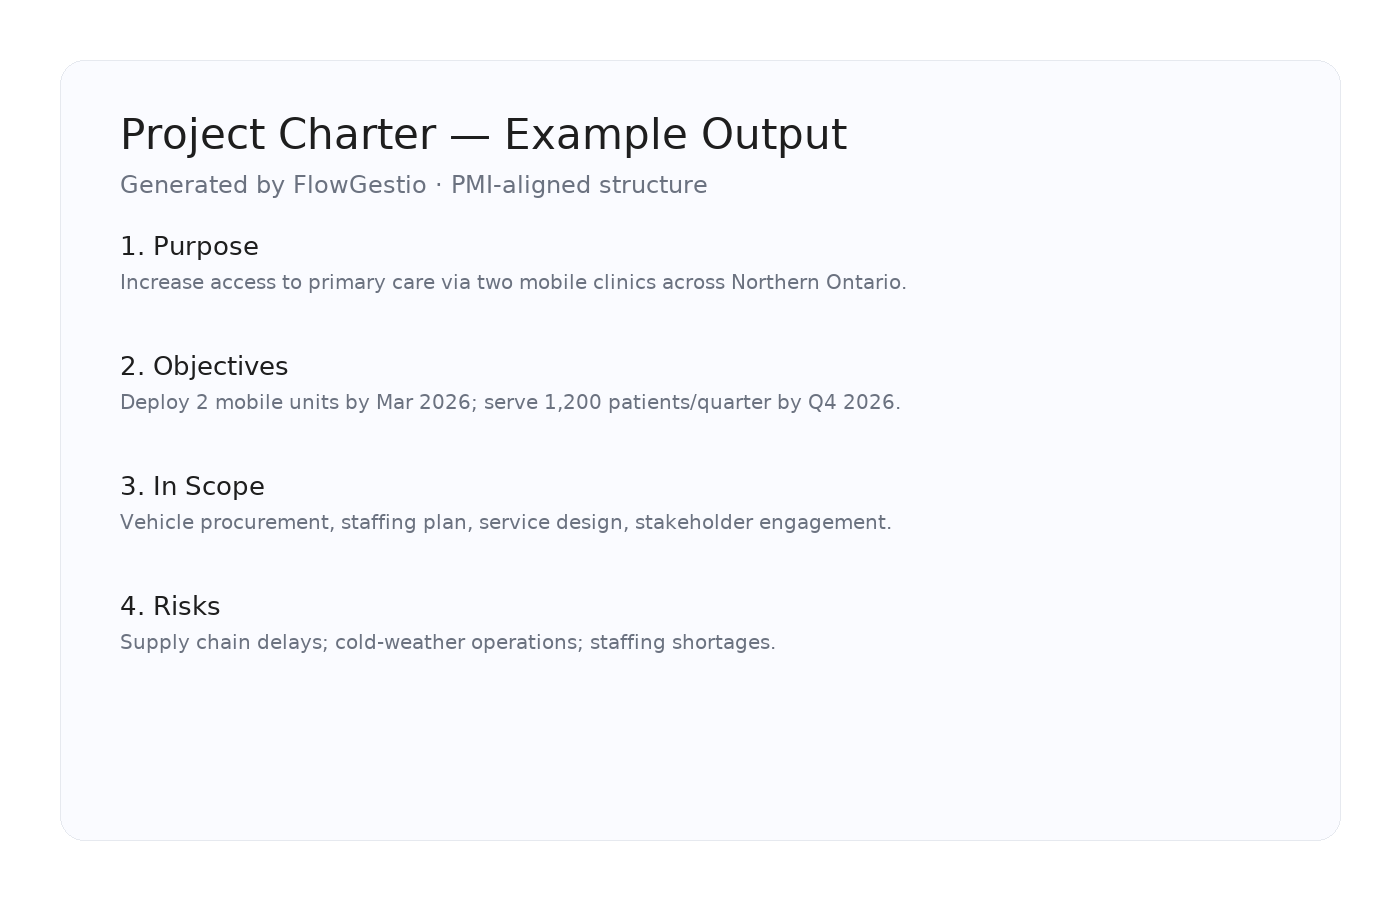 Project Charter — Example Output
Generated by FlowGestio · PMI-aligned structure
1. Purpose
Increase access to primary care via two mobile clinics across Northern Ontario.
2. Objectives
Deploy 2 mobile units by Mar 2026; serve 1,200 patients/quarter by Q4 2026.
3. In Scope
Vehicle procurement, staffing plan, service design, stakeholder engagement.
4. Risks
Supply chain delays; cold-weather operations; staffing shortages.